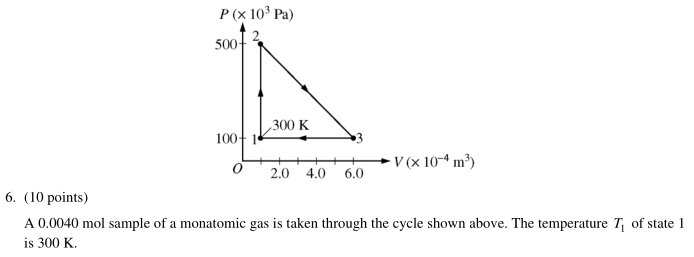 P (× 10³ Pa)
500
2
300 K
100
1
3
O
2.0 4.0 6.0
V (× 10⁻⁴ m³)
6. (10 points)
A 0.0040 mol sample of a monatomic gas is taken through the cycle shown above. The temperature T₁ of state 1
is 300 K.